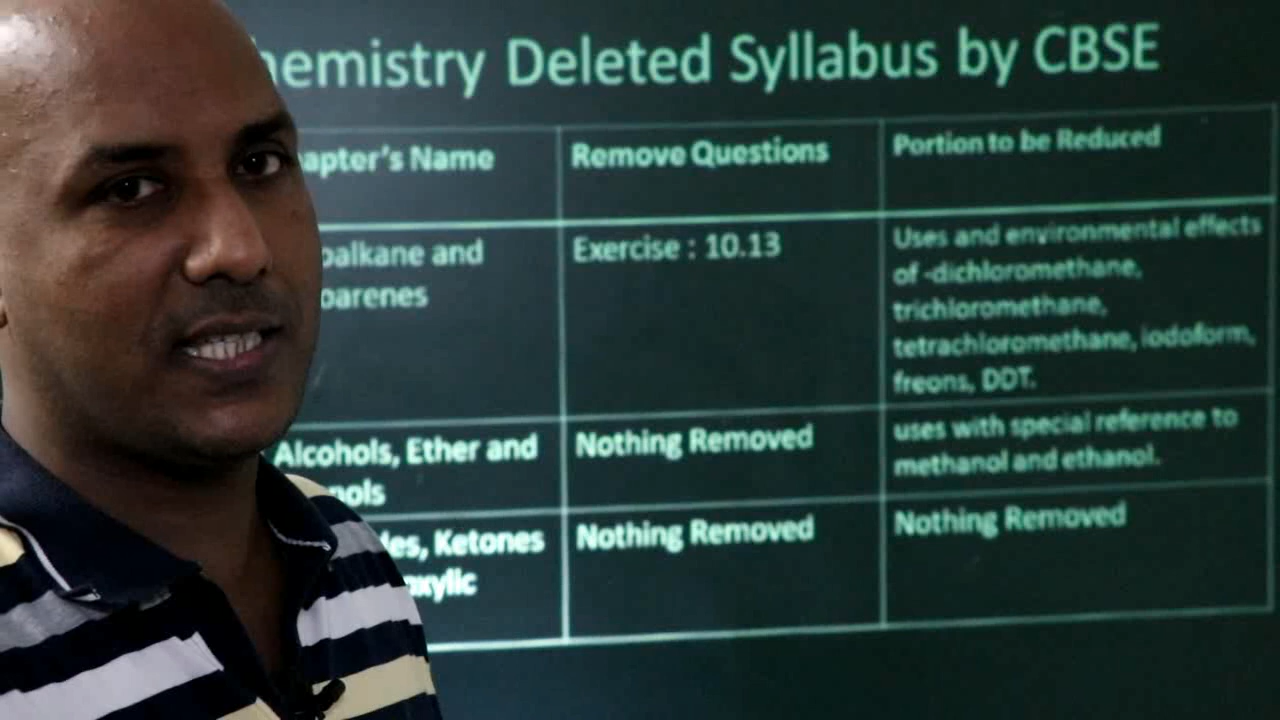 hemistry Deleted Syllabus by CBSE
apter's Name
Remove Questions
Portion to be Reduced
oalkane and
oarenes
Exercise : 10.13
Uses and environmental effects
of -dichloromethane,
trichloromethane,
tetrachloromethane, iodoform,
freons, DDT.
Alcohols, Ether and
nols
Nothing Removed
uses with special reference to
methanol and ethanol.
es, Ketones
oxylic
Nothing Removed
Nothing Removed